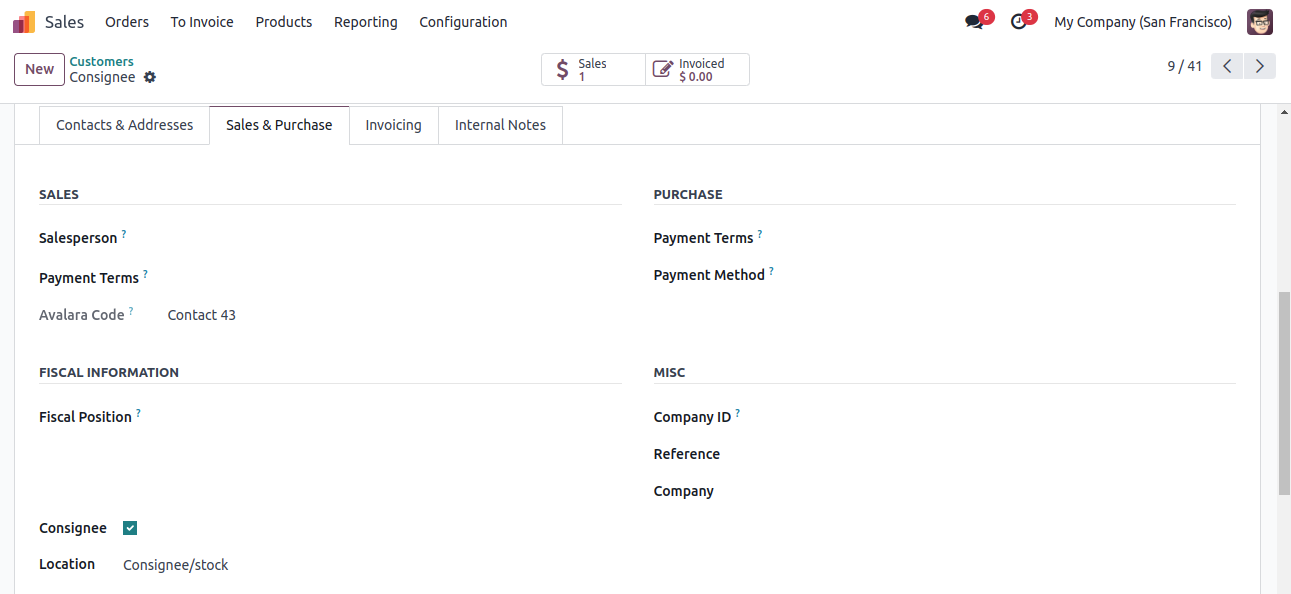 Sales Orders To Invoice Products Reporting Configuration 6 3 My Company (San Francisco)
New Customers Consignee
Sales 1 Invoiced $ 0.00
9 / 41
Contacts & Addresses Sales & Purchase Invoicing Internal Notes
SALES
Salesperson ?
Payment Terms ?
Avalara Code ? Contact 43
PURCHASE
Payment Terms ?
Payment Method ?
FISCAL INFORMATION
Fiscal Position ?
MISC
Company ID ?
Reference
Company
Consignee
Location Consignee/stock